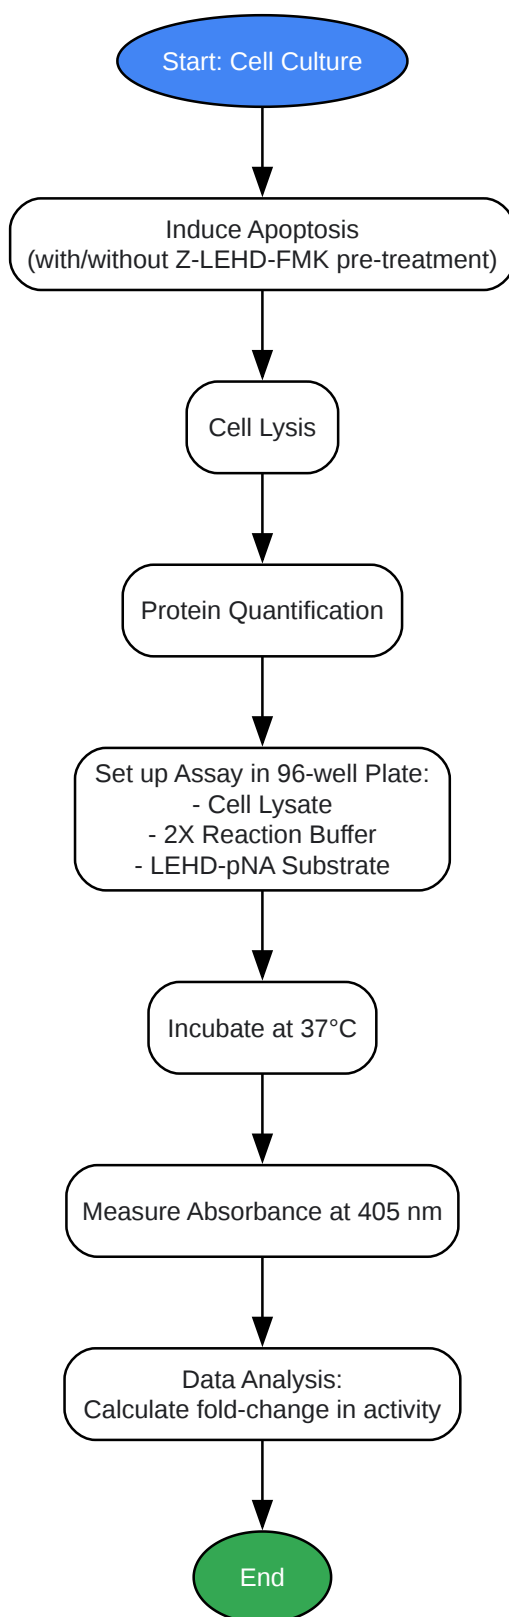 Start: Cell Culture
Induce Apoptosis
(with/without Z-LEHD-FMK pre-treatment)
Cell Lysis
Protein Quantification
Set up Assay in 96-well Plate:
- Cell Lysate
- 2X Reaction Buffer
- LEHD-pNA Substrate
Incubate at 37°C
Measure Absorbance at 405 nm
Data Analysis:
Calculate fold-change in activity
End